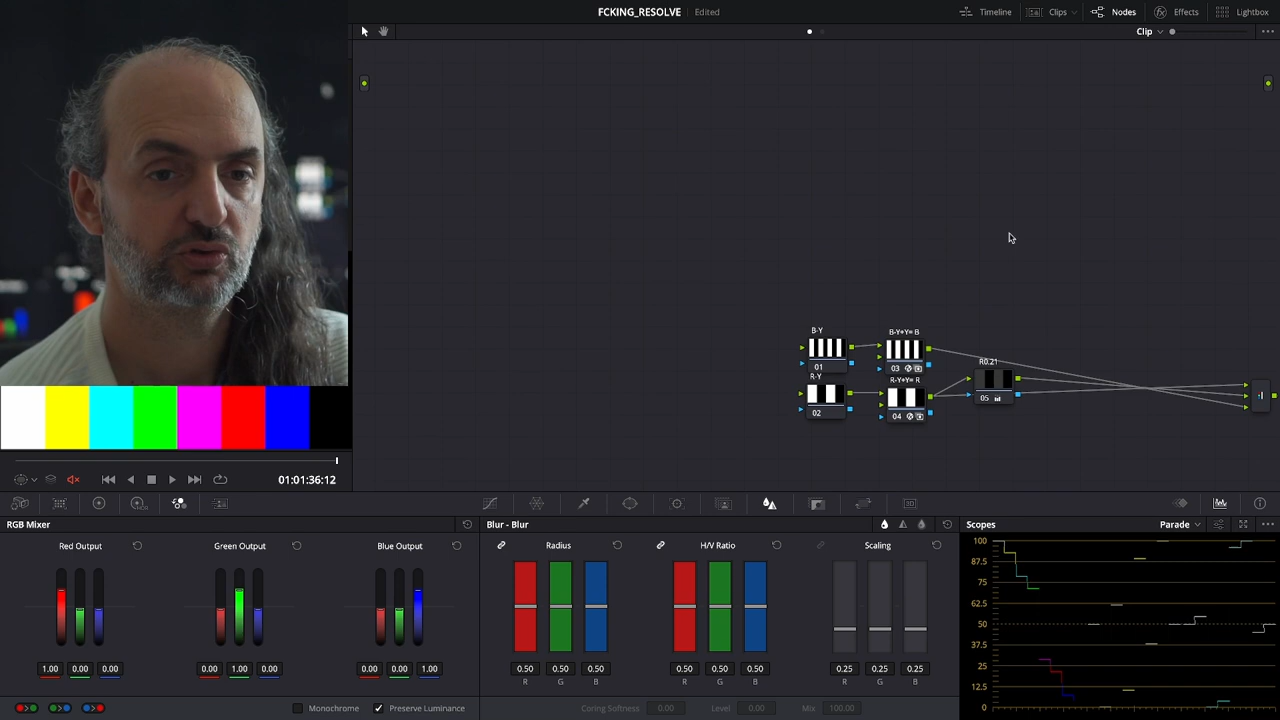 FCKING_RESOLVE Edited
Timeline Clips Nodes Effects Lightbox
Clip
B-Y
01
B-Y+Y= B
03
R-Y
02
R-Y+Y= R
04
R0.21
05
01:01:36:12
RGB Mixer
Red Output Green Output Blue Output
1.00 0.00 0.00 0.00 1.00 0.00 0.00 0.00 1.00
Monochrome Preserve Luminance
Blur - Blur
Radius H/V Ratio Scaling
0.50 0.50 0.50 0.50 0.50 0.50 0.25 0.25 0.25
R G B R G B R G B
Coring Softness 0.00 Level 0.00 Mix 100.00
Scopes Parade
100
87.5
75
62.5
50
37.5
25
12.5
0